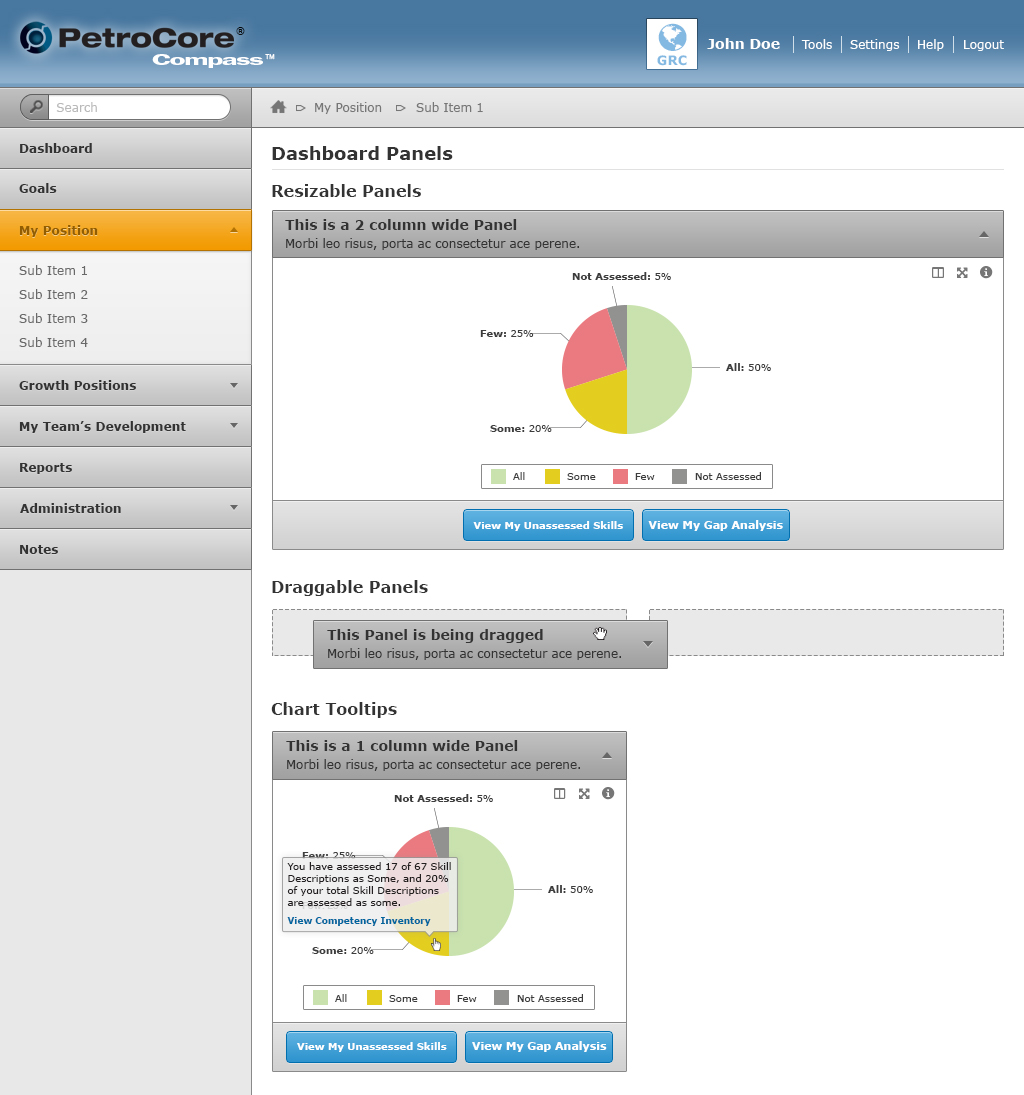 PetroCore®
Compass™
GRC
John Doe
Tools
Settings
Help
Logout
Search
My Position
Sub Item 1
Dashboard
Goals
My Position
Sub Item 1
Sub Item 2
Sub Item 3
Sub Item 4
Growth Positions
My Team’s Development
Reports
Administration
Notes
Dashboard Panels
Resizable Panels
This is a 2 column wide Panel
Morbi leo risus, porta ac consectetur ace perene.
Not Assessed: 5%
Few: 25%
All: 50%
Some: 20%
All
Some
Few
Not Assessed
View My Unassessed Skills
View My Gap Analysis
Draggable Panels
This Panel is being dragged
Morbi leo risus, porta ac consectetur ace perene.
Chart Tooltips
This is a 1 column wide Panel
Morbi leo risus, porta ac consectetur ace perene.
Not Assessed: 5%
Few: 25%
You have assessed 17 of 67 Skill
Descriptions as Some, and 20%
of your total Skill Descriptions
are assessed as some.
View Competency Inventory
All: 50%
Some: 20%
All
Some
Few
Not Assessed
View My Unassessed Skills
View My Gap Analysis